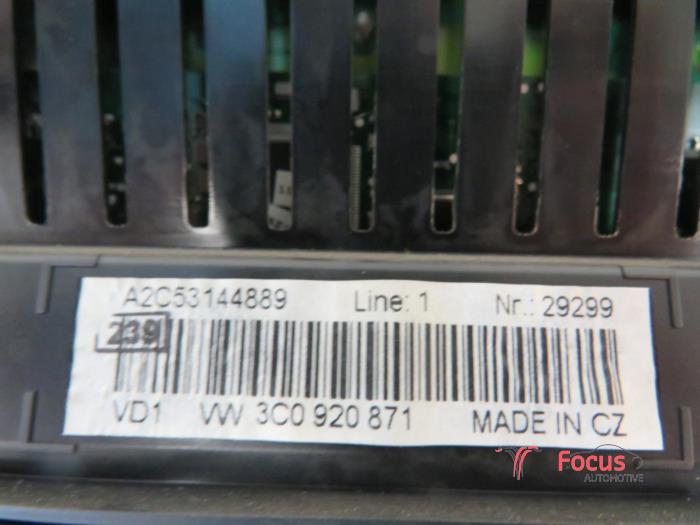 A2C53144889 Line: 1 Nr.: 29299
239
VD1 VW 3C0 920 871 MADE IN CZ
Focus
AUTOMOTIVE